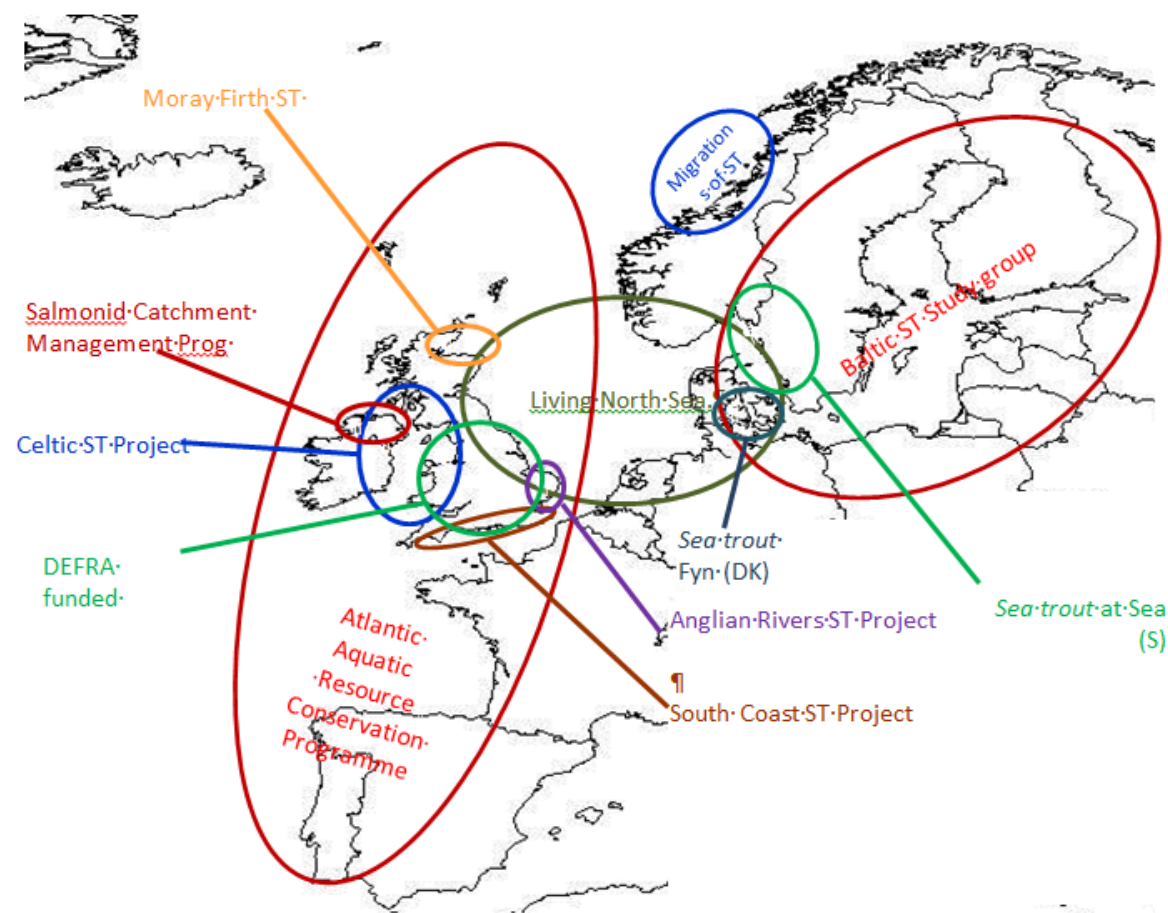 Moray·Firth·ST·
Migration
s·of·ST
Salmonid·Catchment·
Management·Prog·
Baltic·ST·Study·group
Living·North·Sea·
Celtic·ST·Project
Sea·trout·
Fyn·(DK)
DEFRA·
funded·
Sea·trout·at·Sea
(S)
Anglian·Rivers·ST·Project
Atlantic·
Aquatic
·Resource
Conservation·
Programme
¶
South·Coast·ST·Project